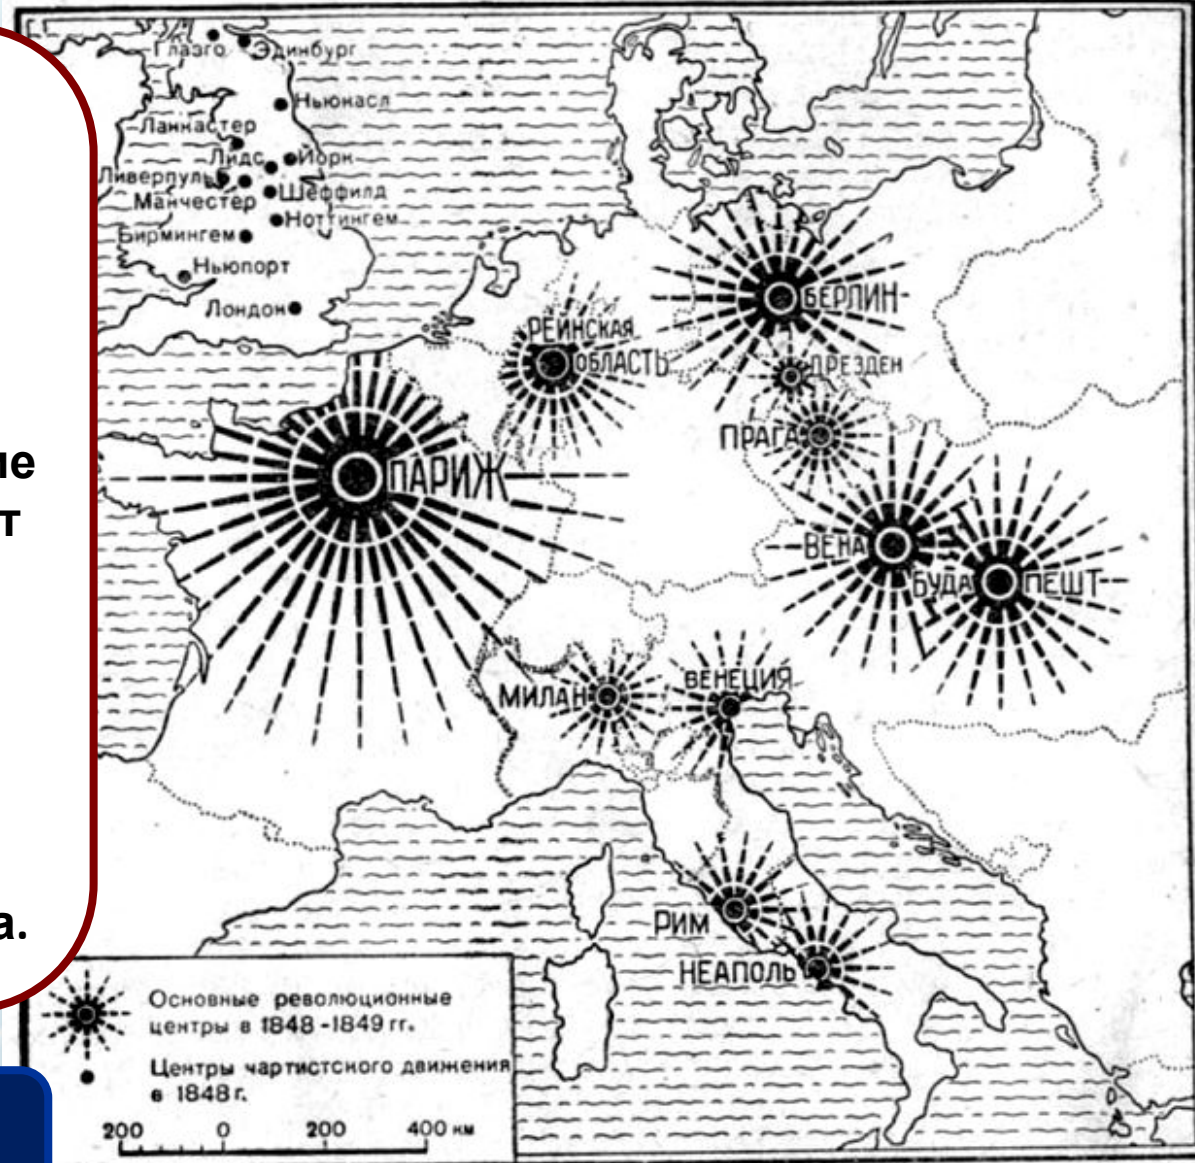 Глазго
Эдинбург
Ньюкасл
Ланкастер
Лидс
Йорк
Ливерпуль
Манчестер
Шеффилд
Ноттингем
Бирмингем
Ньюпорт
Лондон
БЕРЛИН
РЕЙНСКАЯ
ОБЛАСТЬ
ДРЕЗДЕН
ПРАГА
ПАРИЖ
ВЕНА
БУДА ПЕШТ
МИЛАН
ВЕНЕЦИЯ
РИМ
НЕАПОЛЬ
ие
т
а.
Основные революционные
центры в 1848-1849 гг.
Центры чартистского движения
в 1848 г.
200 0 200 400 км